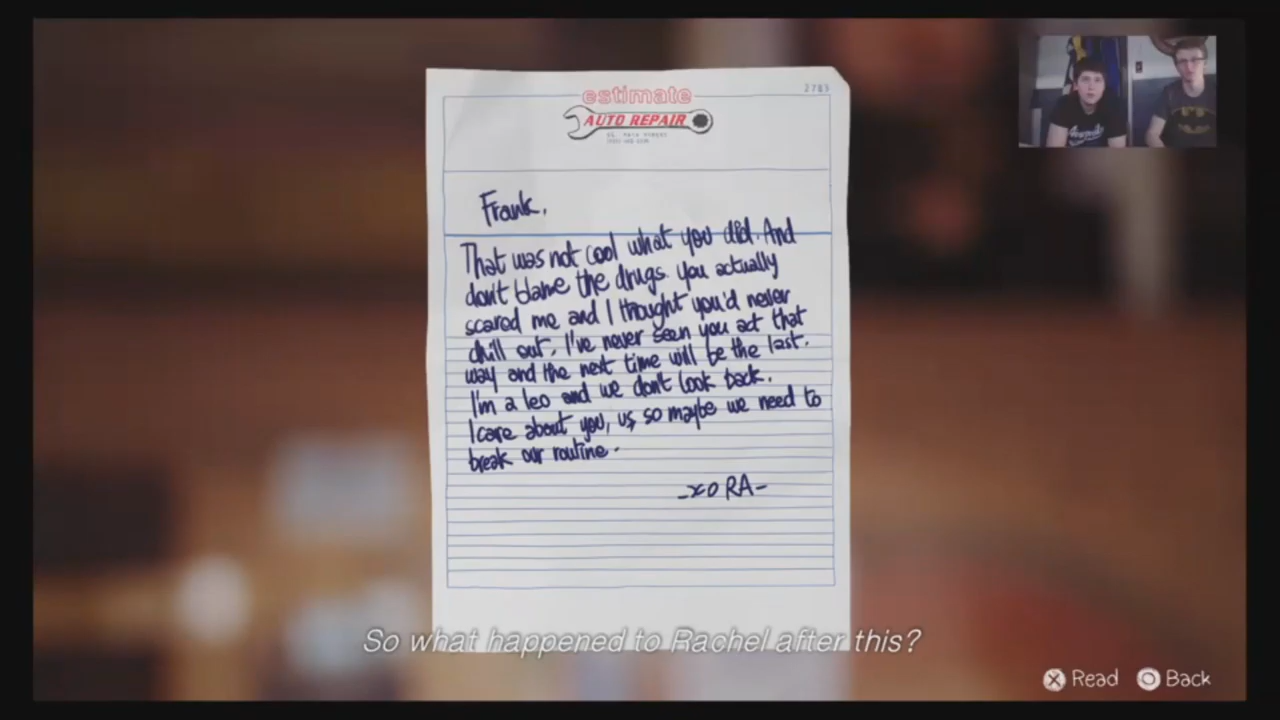 2783
estimate
AUTO REPAIR
Frank,
That was not cool what you did. And
don't blame the drugs. You actually
scared me and I thought you'd never
chill out. I've never seen you act that
way and the next time will be the last.
I'm a leo and we don't look back.
I care about you, us, so maybe we need to
break our routine.
-xo RA-
So what happened to Rachel after this?
Read Back